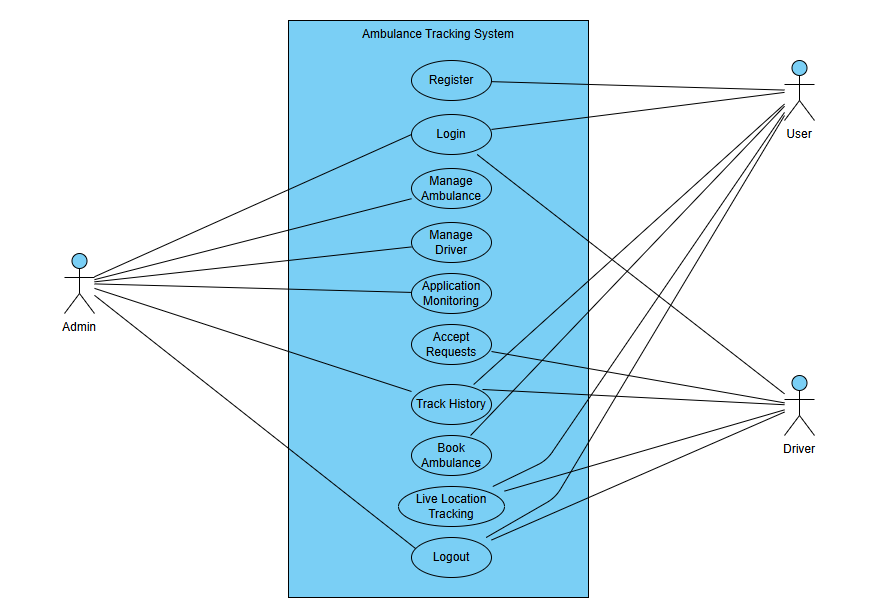 Ambulance Tracking System
Register
Login
Manage
Ambulance
Manage
Driver
Application
Monitoring
Accept
Requests
Track History
Book
Ambulance
Live Location
Tracking
Logout
Admin
User
Driver